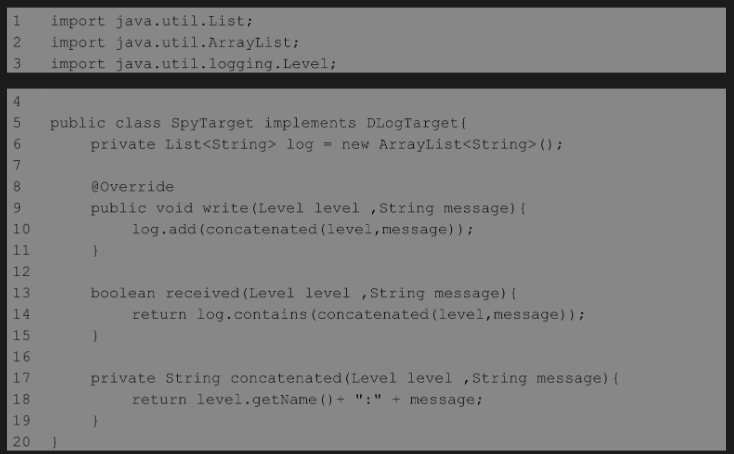 1 import java.util.List;
2 import java.util.ArrayList;
3 import java.util.logging.Level;
4
5 public class SpyTarget implements DLogTarget{
6 private List<String> log = new ArrayList<String>();
7
8 @Override
9 public void write(Level level ,String message){
10 log.add(concatenated(level,message));
11 }
12
13 boolean received(Level level ,String message){
14 return log.contains(concatenated(level,message));
15 }
16
17 private String concatenated(Level level ,String message){
18 return level.getName()+ ":" + message;
19 }
20 }